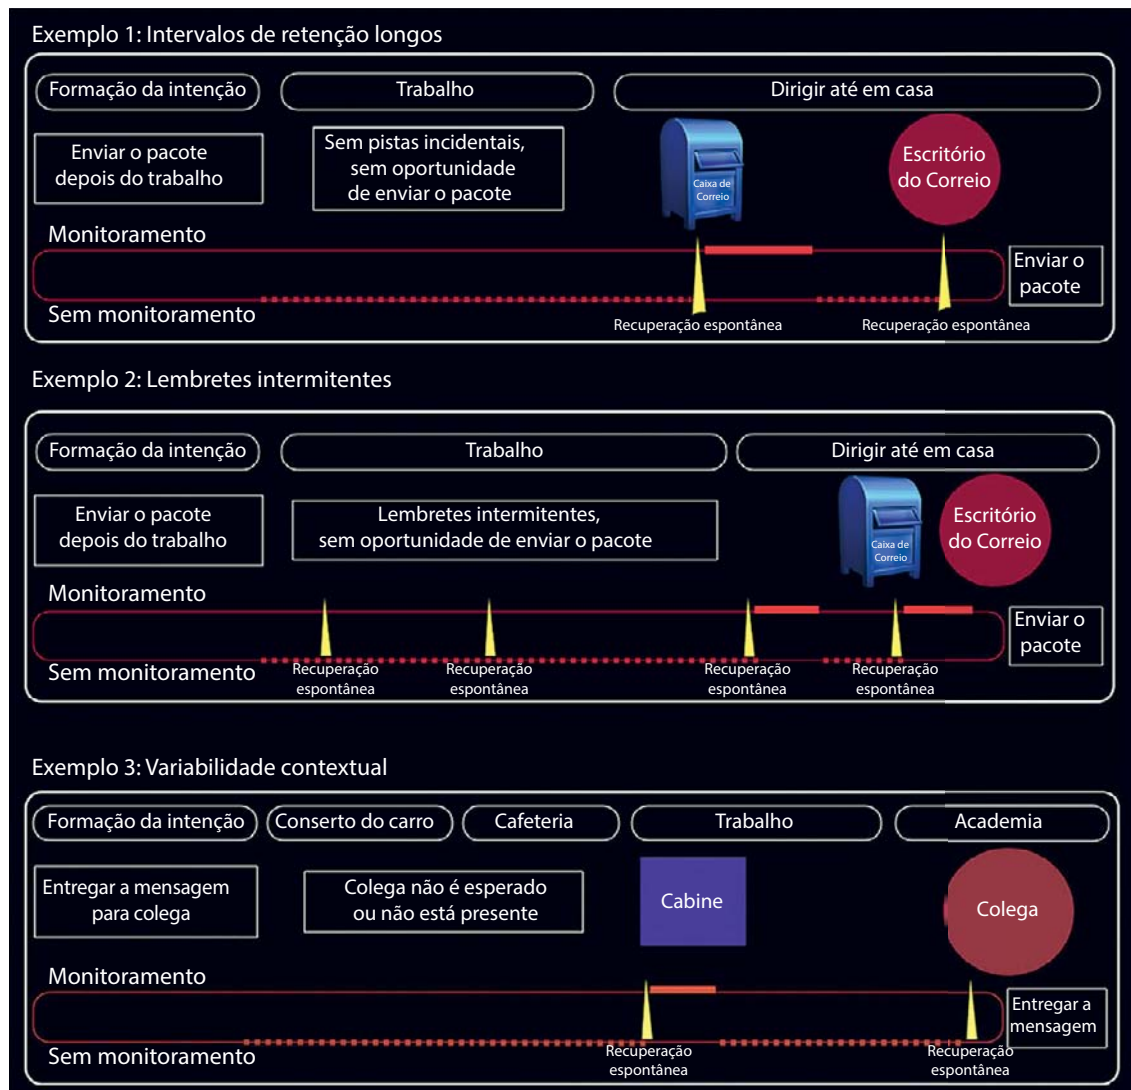 Exemplo 1: Intervalos de retenção longos
Formação da intenção
Trabalho
Dirigir até em casa
Enviar o pacote
depois do trabalho
Sem pistas incidentais,
sem oportunidade
de enviar o pacote
Caixa de
Correio
Escritório
do Correio
Monitoramento
Sem monitoramento
Recuperação espontânea
Recuperação espontânea
Enviar o
pacote
Exemplo 2: Lembretes intermitentes
Formação da intenção
Trabalho
Dirigir até em casa
Enviar o pacote
depois do trabalho
Lembretes intermitentes,
sem oportunidade de enviar o pacote
Caixa de
Correio
Escritório
do Correio
Monitoramento
Sem monitoramento
Recuperação
espontânea
Recuperação
espontânea
Recuperação
espontânea
Recuperação
espontânea
Enviar o
pacote
Exemplo 3: Variabilidade contextual
Formação da intenção
Conserto do carro
Cafeteria
Trabalho
Academia
Entregar a mensagem
para colega
Colega não é esperado
ou não está presente
Cabine
Colega
Monitoramento
Sem monitoramento
Recuperação
espontânea
Recuperação
espontânea
Entregar a
mensagem